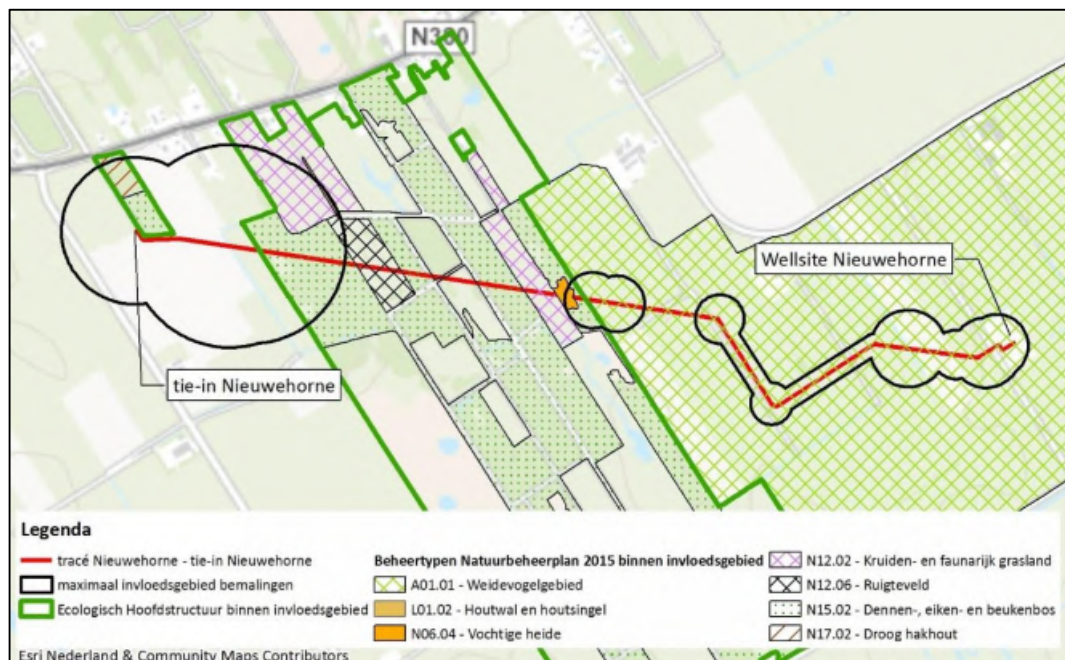 N380
Wellsite Nieuwehorne
tie-in Nieuwehorne
Legenda
tracé Nieuwehorne - tie-in Nieuwehorne
maximaal invloedsgebied bemalingen
Ecologisch Hoofdstructuur binnen invloedsgebied
Beheertypen Natuurbeheerplan 2015 binnen invloedsgebied
A01.01 - Weidevogelgebied
L01.02 - Houtwal en houtsingel
N06.04 - Vochtige heide
N12.02 - Kruiden- en faunarijk grasland
N12.06 - Ruigteveld
N15.02 - Dennen-, eiken- en beukenbos
N17.02 - Droog hakhout
Esri Nederland & Community Maps Contributors